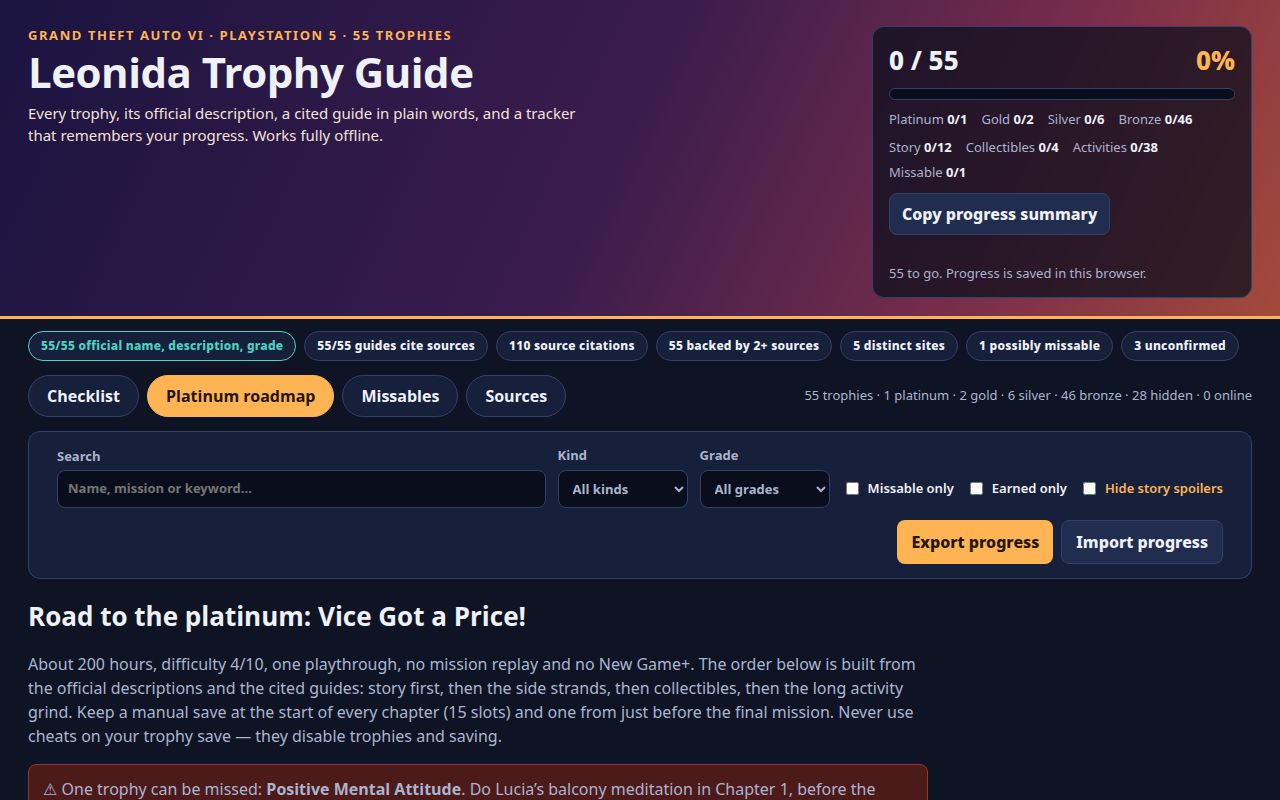 GRAND THEFT AUTO VI · PLAYSTATION 5 · 55 TROPHIES
Leonida Trophy Guide
Every trophy, its official description, a cited guide in plain words, and a tracker
that remembers your progress. Works fully offline.
0 / 55 0%
Platinum 0/1 Gold 0/2 Silver 0/6 Bronze 0/46
Story 0/12 Collectibles 0/4 Activities 0/38
Missable 0/1
Copy progress summary
55 to go. Progress is saved in this browser.
55/55 official name, description, grade 55/55 guides cite sources 110 source citations 55 backed by 2+ sources 5 distinct sites 1 possibly missable 3 unconfirmed
Checklist Platinum roadmap Missables Sources 55 trophies · 1 platinum · 2 gold · 6 silver · 46 bronze · 28 hidden · 0 online
Search Kind Grade
Name, mission or keyword... All kinds All grades Missable only Earned only Hide story spoilers
Export progress Import progress
Road to the platinum: Vice Got a Price!
About 200 hours, difficulty 4/10, one playthrough, no mission replay and no New Game+. The order below is built from
the official descriptions and the cited guides: story first, then the side strands, then collectibles, then the long activity
grind. Keep a manual save at the start of every chapter (15 slots) and one from just before the final mission. Never use
cheats on your trophy save — they disable trophies and saving.
⚠ One trophy can be missed: Positive Mental Attitude. Do Lucia’s balcony meditation in Chapter 1, before the